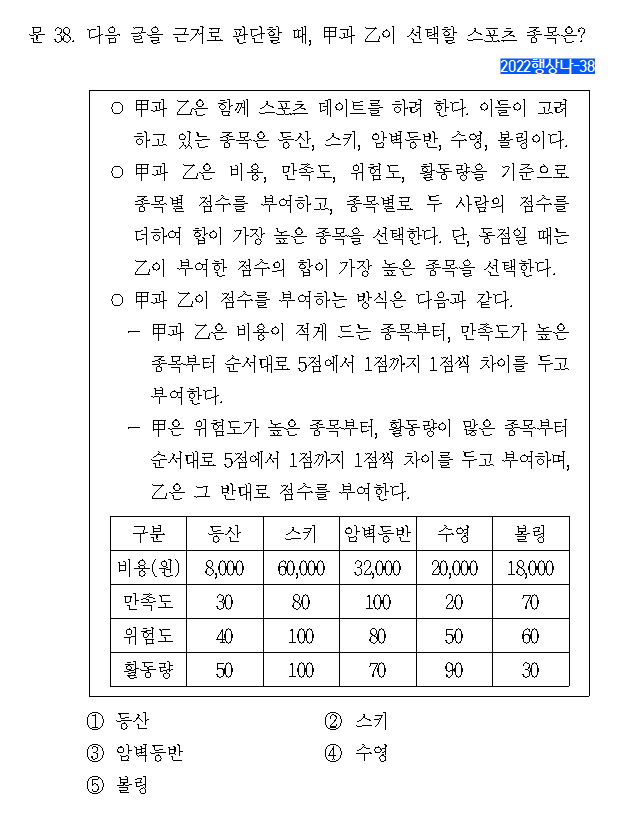 문 38. 다음 글을 근거로 판단할 때, 甲과 乙이 선택할 스포츠 종목은?
2022행상나-38
○ 甲과 乙은 함께 스포츠 데이트를 하려 한다. 이들이 고려
하고 있는 종목은 등산, 스키, 암벽등반, 수영, 볼링이다.
○ 甲과 乙은 비용, 만족도, 위험도, 활동량을 기준으로
종목별 점수를 부여하고, 종목별로 두 사람의 점수를
더하여 합이 가장 높은 종목을 선택한다. 단, 동점일 때는
乙이 부여한 점수의 합이 가장 높은 종목을 선택한다.
○ 甲과 乙이 점수를 부여하는 방식은 다음과 같다.
－ 甲과 乙은 비용이 적게 드는 종목부터, 만족도가 높은
종목부터 순서대로 5점에서 1점까지 1점씩 차이를 두고
부여한다.
－ 甲은 위험도가 높은 종목부터, 활동량이 많은 종목부터
순서대로 5점에서 1점까지 1점씩 차이를 두고 부여하며,
乙은 그 반대로 점수를 부여한다.
구분 등산 스키 암벽등반 수영 볼링
비용(원) 8,000 60,000 32,000 20,000 18,000
만족도 30 80 100 20 70
위험도 40 100 80 50 60
활동량 50 100 70 90 30
① 등산 ② 스키
③ 암벽등반 ④ 수영
⑤ 볼링